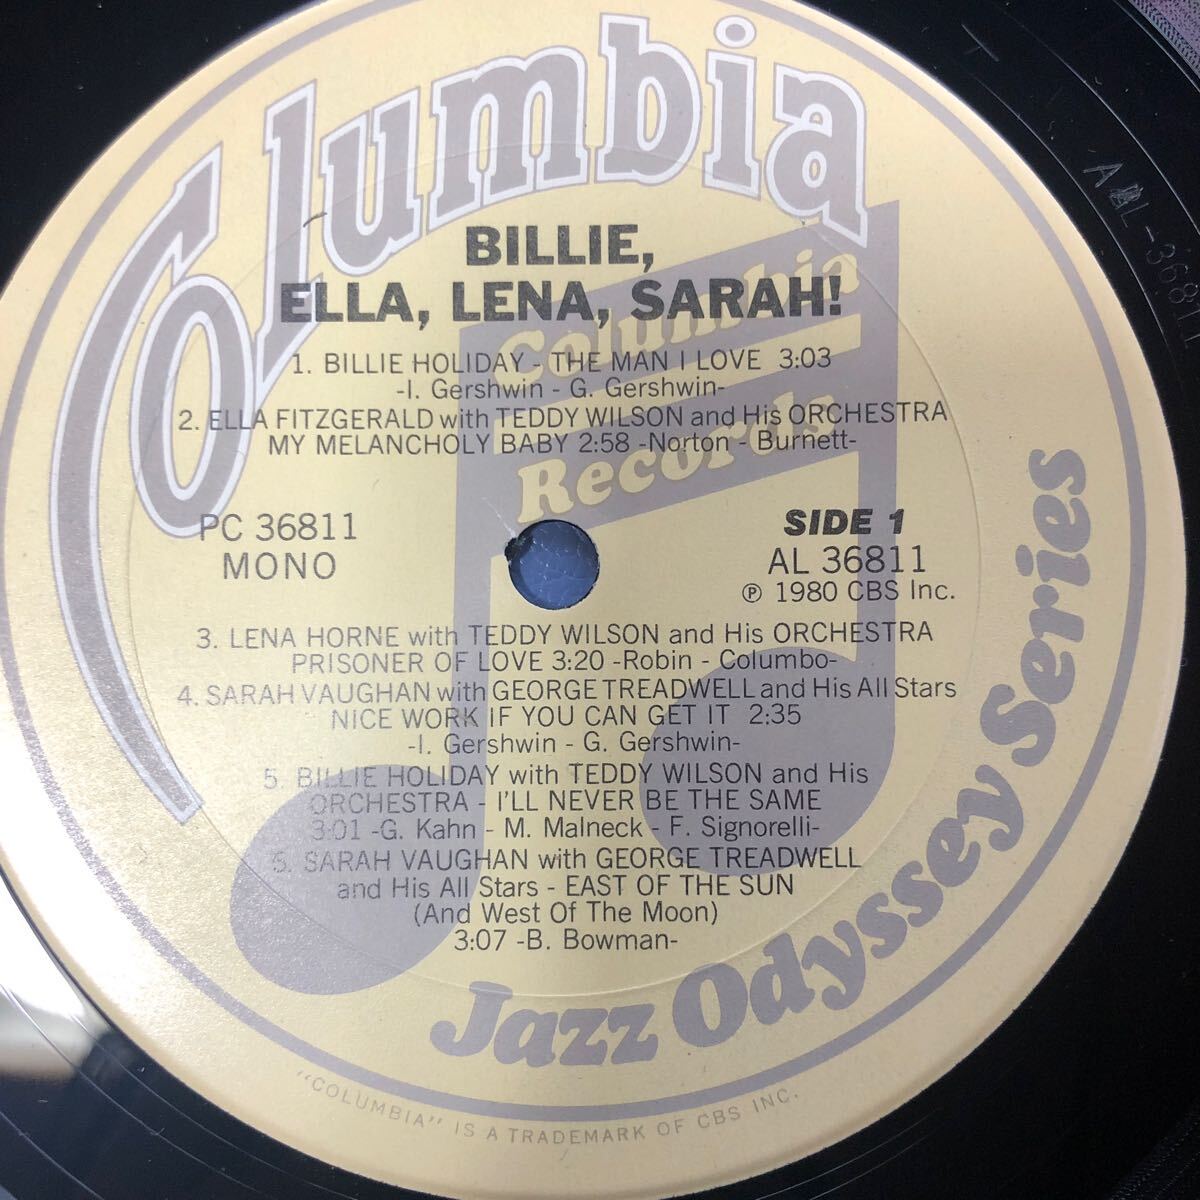 Columbia
BILLIE,
ELLA, LENA, SARAH!
Columbia
Records
1. BILLIE HOLIDAY - THE MAN I LOVE 3:03
-I. Gershwin - G. Gershwin-
2. ELLA FITZGERALD with TEDDY WILSON and His ORCHESTRA
MY MELANCHOLY BABY 2:58 -Norton - Burnett-
PC 36811
MONO
SIDE 1
AL 36811
℗ 1980 CBS Inc.
3. LENA HORNE with TEDDY WILSON and His ORCHESTRA
PRISONER OF LOVE 3:20 -Robin - Columbo-
4. SARAH VAUGHAN with GEORGE TREADWELL and His All Stars
NICE WORK IF YOU CAN GET IT 2:35
-I. Gershwin - G. Gershwin-
5. BILLIE HOLIDAY with TEDDY WILSON and His
ORCHESTRA - I'LL NEVER BE THE SAME
3:01 -G. Kahn - M. Malneck - F. Signorelli-
5. SARAH VAUGHAN with GEORGE TREADWELL
and His All Stars - EAST OF THE SUN
(And West Of The Moon)
3:07 -B. Bowman-
Jazz Odyssey Series
"COLUMBIA" IS A TRADEMARK OF CBS INC.